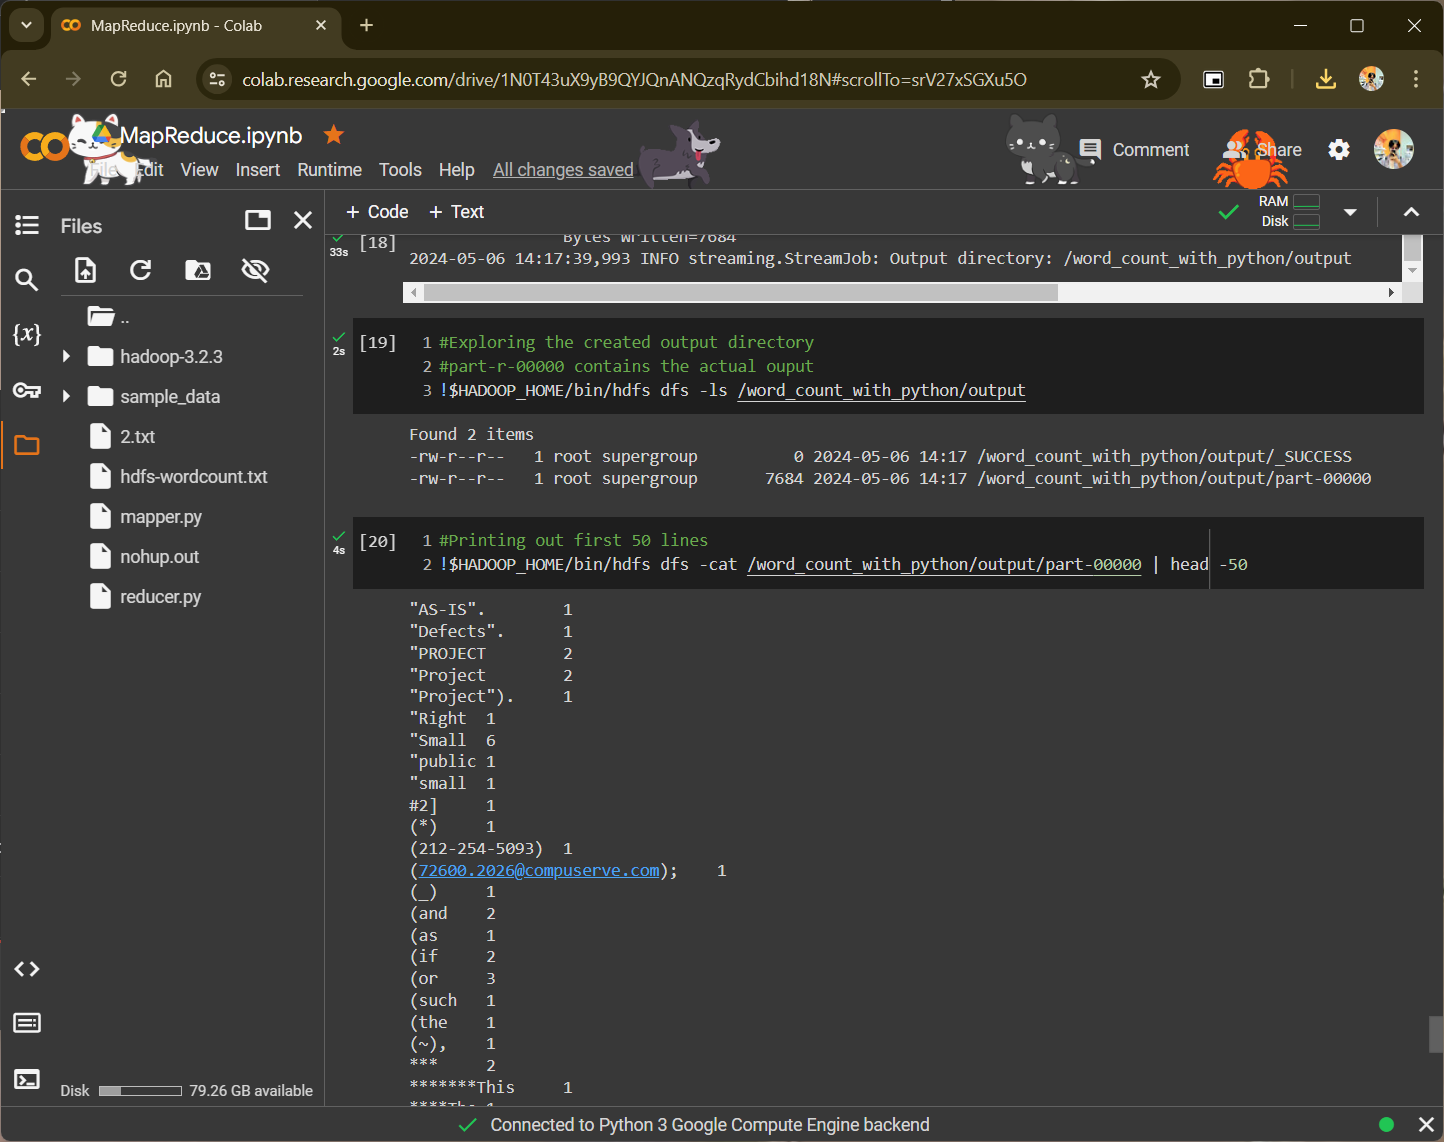 MapReduce.ipynb - Colab
colab.research.google.com/drive/1N0T43uX9yB9QYJQnANQzqRydCbihd18N#scrollTo=srV27xSGXu5O
MapReduce.ipynb
File Edit View Insert Runtime Tools Help All changes saved
Comment
Share
Files
+ Code + Text
RAM
Disk
..
hadoop-3.2.3
sample_data
2.txt
hdfs-wordcount.txt
mapper.py
nohup.out
reducer.py
Disk 79.26 GB available
{x}
33s [18] Bytes Written=7684
2024-05-06 14:17:39,993 INFO streaming.StreamJob: Output directory: /word_count_with_python/output
2s [19] 1 #Exploring the created output directory
2 #part-r-00000 contains the actual ouput
3 !$HADOOP_HOME/bin/hdfs dfs -ls /word_count_with_python/output
Found 2 items
-rw-r--r-- 1 root supergroup 0 2024-05-06 14:17 /word_count_with_python/output/_SUCCESS
-rw-r--r-- 1 root supergroup 7684 2024-05-06 14:17 /word_count_with_python/output/part-00000
4s [20] 1 #Printing out first 50 lines
2 !$HADOOP_HOME/bin/hdfs dfs -cat /word_count_with_python/output/part-00000 | head -50
"AS-IS". 1
"Defects". 1
"PROJECT 2
"Project 2
"Project"). 1
"Right 1
"Small 6
"public 1
"small 1
#2] 1
(*) 1
(212-254-5093) 1
(72600.2026@compuserve.com); 1
(_) 1
(and 2
(as 1
(if 2
(or 3
(such 1
(the 1
(~), 1
*** 2
*******This 1
****The 1
Connected to Python 3 Google Compute Engine backend